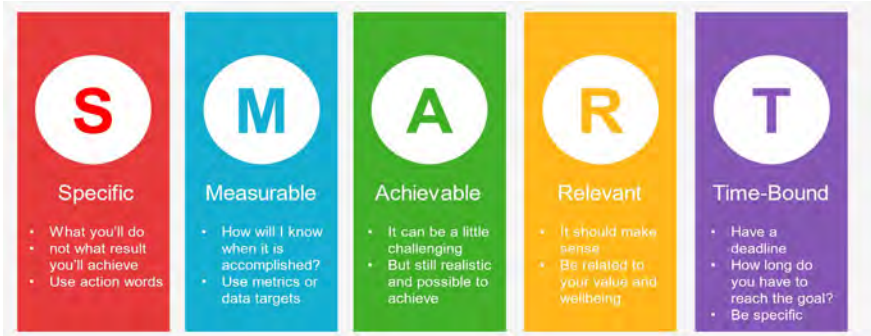 S
Specific
• What you'll do
• not what result
you'll achieve
• Use action words
M
Measurable
• How will I know
when it is
accomplished?
• Use metrics or
data targets
A
Achievable
• It can be a little
challenging
• But still realistic
and possible to
achieve
R
Relevant
• It should make
sense
• Be related to
your value and
wellbeing
T
Time-Bound
• Have a
deadline
• How long do
you have to
reach the goal?
• Be specific